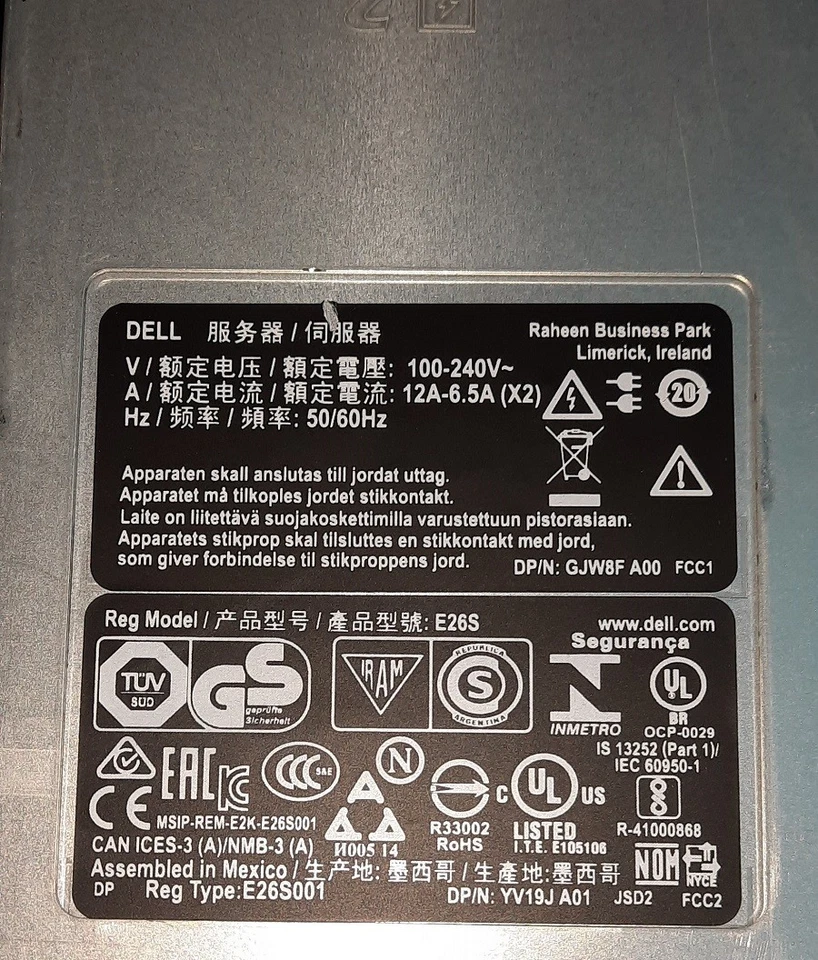 DELL 服务器 / 伺服器
Raheen Business Park
Limerick, Ireland
V / 额定电压 / 額定電壓: 100-240V~
A / 额定电流 / 額定電流: 12A-6.5A (X2)
Hz / 频率 / 頻率: 50/60Hz
20
Apparaten skall anslutas till jordat uttag.
Apparatet må tilkoples jordet stikkontakt.
Laite on liitettävä suojakoskettimilla varustettuun pistorasiaan.
Apparatets stikprop skal tilsluttes en stikkontakt med jord,
som giver forbindelse til stikproppens jord.
DP/N: GJW8F A00 FCC1
Reg Model / 产品型号 / 產品型號: E26S
www.dell.com
Segurança
TÜV
SÜD
GS
geprüfte
Sicherheit
IRAM
REPUBLICA
S
ARGENTINA
INMETRO
UL
BR
OCP-0029
IS 13252 (Part 1)/
IEC 60950-1
EAC
CCC S&E
N
CE
MSIP-REM-E2K-E26S001
И005 14
R33002
RoHS
C UL US
LISTED
I.T.E. E105106
R-41000868
CAN ICES-3 (A)/NMB-3 (A)
Assembled in Mexico / 生产地: 墨西哥 / 生產地:墨西哥
NOM
NYCE
DP Reg Type:E26S001
DP/N: YV19J A01 JSD2 FCC2